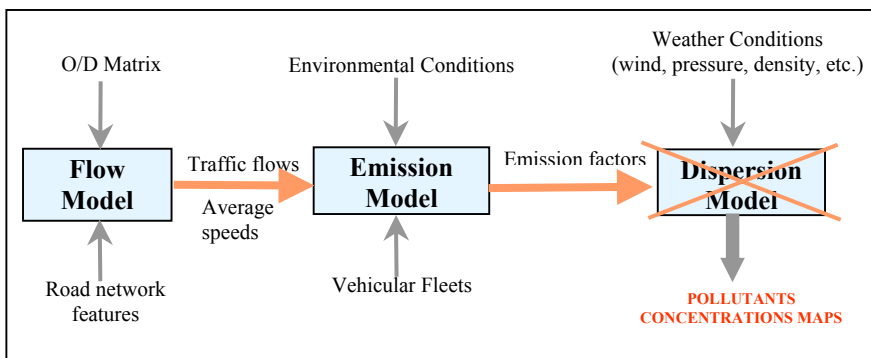 O/D Matrix
Environmental Conditions
Weather Conditions
(wind, pressure, density, etc.)
Flow
Model
Traffic flows
Average
speeds
Emission
Model
Emission factors
Dispersion
Model
Road network
features
Vehicular Fleets
POLLUTANTS
CONCENTRATIONS MAPS